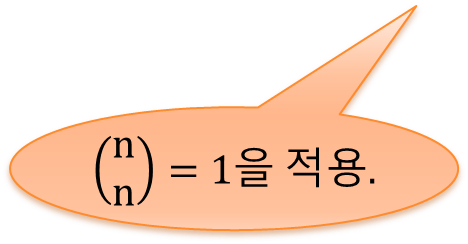 (n n) = 1을 적용.